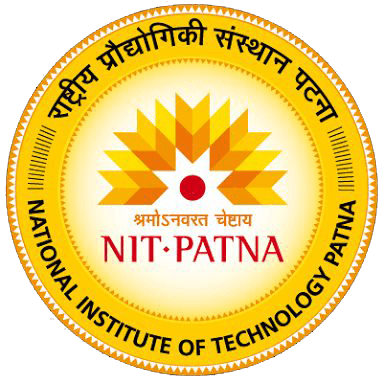 राष्ट्रीय प्रौद्योगिकी संस्थान पटना
श्रमोऽनवरत चेष्टाय
NIT·PATNA
NATIONAL INSTITUTE OF TECHNOLOGY PATNA